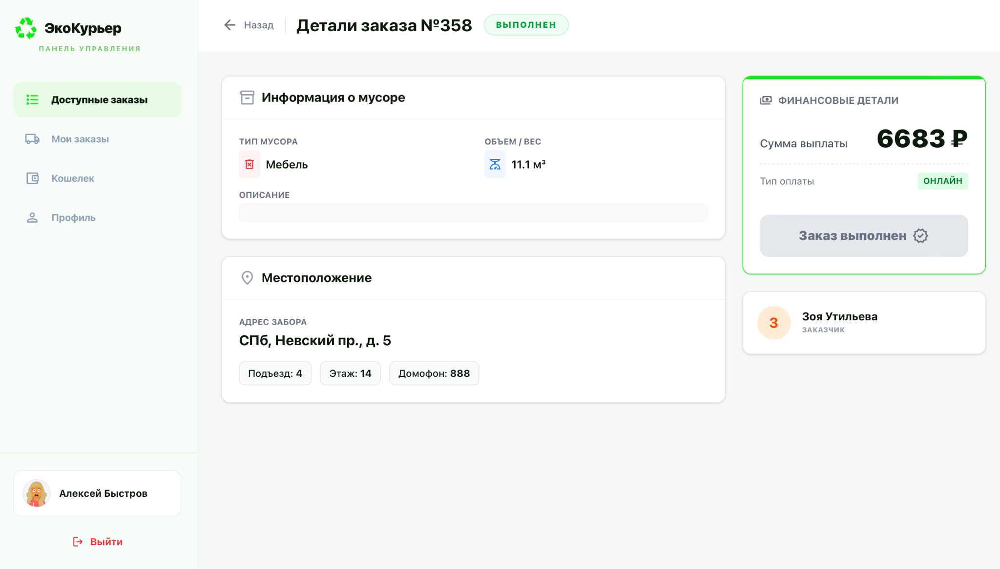 ЭкоКурьер
ПАНЕЛЬ УПРАВЛЕНИЯ
Доступные заказы
Мои заказы
Кошелек
Профиль
Алексей Быстров
Выйти
Назад
Детали заказа №358
ВЫПОЛНЕН
Информация о мусоре
ТИП МУСОРА
Мебель
ОБЪЕМ / ВЕС
11.1 м³
ОПИСАНИЕ
Местоположение
АДРЕС ЗАБОРА
СПб, Невский пр., д. 5
Подъезд: 4
Этаж: 14
Домофон: 888
ФИНАНСОВЫЕ ДЕТАЛИ
Сумма выплаты
6683 ₽
Тип оплаты
ОНЛАЙН
Заказ выполнен
З
Зоя Утильева
ЗАКАЗЧИК